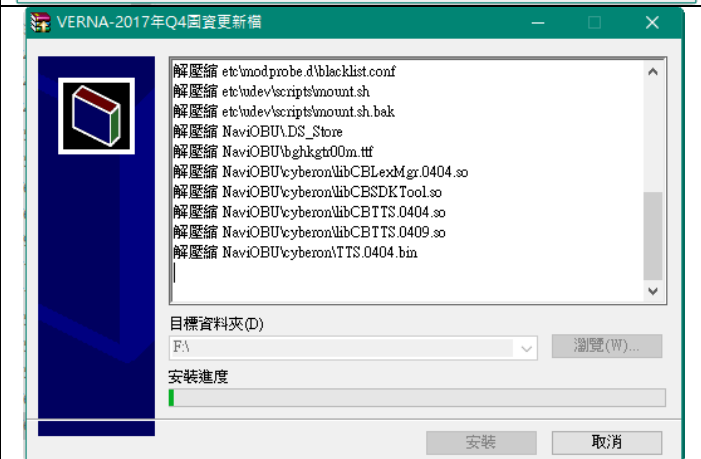 VERNA-2017年Q4圖資更新檔
解壓縮 etc\modprobe.d\blacklist.conf
解壓縮 etc\udev\scripts\mount.sh
解壓縮 etc\udev\scripts\mount.sh.bak
解壓縮 NaviOBU\.DS_Store
解壓縮 NaviOBU\bghkgtr00m.ttf
解壓縮 NaviOBU\cyberon\libCBLexMgr.0404.so
解壓縮 NaviOBU\cyberon\libCBSDKTool.so
解壓縮 NaviOBU\cyberon\libCBTTS.0404.so
解壓縮 NaviOBU\cyberon\libCBTTS.0409.so
解壓縮 NaviOBU\cyberon\TTS.0404.bin
目標資料夾(D)
F:\
瀏覽(W)...
安裝進度
安裝
取消